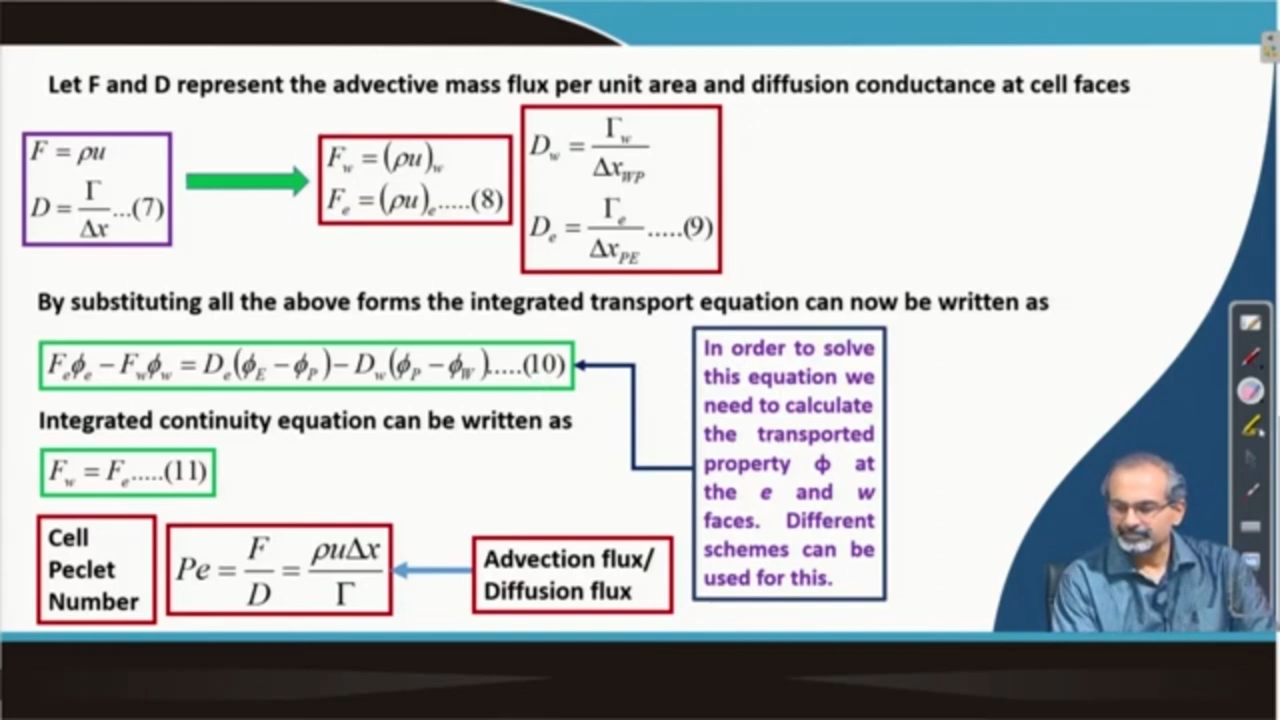 Let F and D represent the advective mass flux per unit area and diffusion conductance at cell faces
F = ρu
D = Γ/Δx ...(7)
F_w = (ρu)_w
F_e = (ρu)_e.....(8)
D_w = Γ_w/Δx_WP
D_e = Γ_e/Δx_PE .....(9)
By substituting all the above forms the integrated transport equation can now be written as
F_eϕ_e − F_wϕ_w = D_e(ϕ_E − ϕ_P) − D_w(ϕ_P − ϕ_W).....(10)
Integrated continuity equation can be written as
F_w = F_e.....(11)
In order to solve
this equation we
need to calculate
the transported
property ϕ at
the e and w
faces. Different
schemes can be
used for this.
Cell
Peclet
Number
Pe = F/D = ρuΔx/Γ
Advection flux/
Diffusion flux